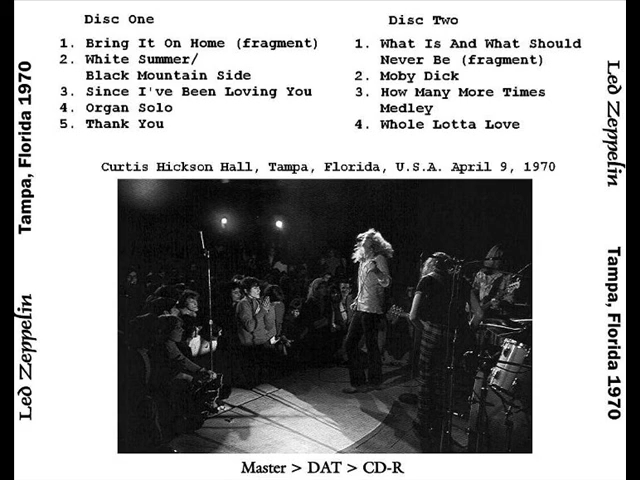 Disc One
1. Bring It On Home (fragment)
2. White Summer/
Black Mountain Side
3. Since I've Been Loving You
4. Organ Solo
5. Thank You
Disc Two
1. What Is And What Should
Never Be (fragment)
2. Moby Dick
3. How Many More Times
Medley
4. Whole Lotta Love
Curtis Hickson Hall, Tampa, Florida, U.S.A. April 9, 1970
Master > DAT > CD-R
Led Zeppelin
Tampa, Florida 1970
Led Zeppelin
Tampa, Florida 1970